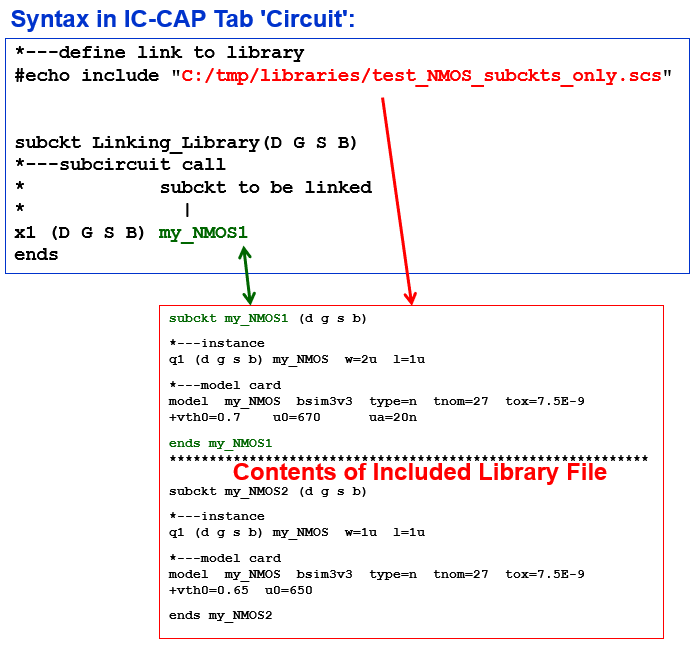 Syntax in IC-CAP Tab 'Circuit':
*---define link to library
#echo include "C:/tmp/libraries/test_NMOS_subckts_only.scs"
subckt Linking_Library(D G S B)
*---subcircuit call
* subckt to be linked
* |
x1 (D G S B) my_NMOS1
ends
subckt my_NMOS1 (d g s b)
*---instance
q1 (d g s b) my_NMOS w=2u l=1u
*---model card
model my_NMOS bsim3v3 type=n tnom=27 tox=7.5E-9
+vth0=0.7 u0=670 ua=20n
ends my_NMOS1
************************************************************
Contents of Included Library File
subckt my_NMOS2 (d g s b)
*---instance
q1 (d g s b) my_NMOS w=1u l=1u
*---model card
model my_NMOS bsim3v3 type=n tnom=27 tox=7.5E-9
+vth0=0.65 u0=650
ends my_NMOS2